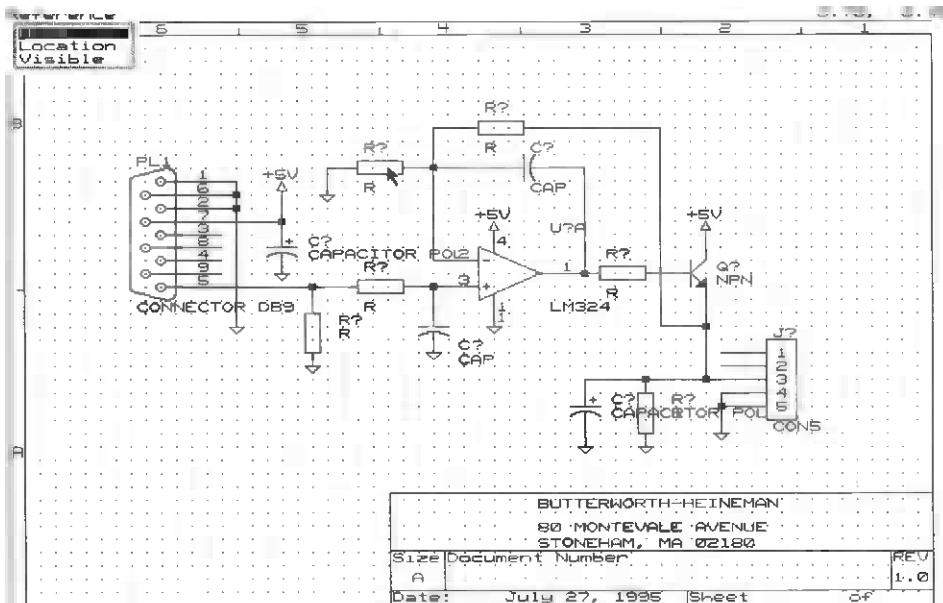 Reference
Location
Visible
6 5 4 3 2 1
B
A
R?
R
R?
R
C?
CAP
PL1
1
6
2
7
3
8
4
9
5
CONNECTOR DB9
+5V
C?
CAPACITOR POL2
R?
R
R?
R
C?
CAP
+5V
4
3
1
U?A
LM324
R?
R
+5V
Q?
NPN
J?
1
2
3
4
5
CON5
C?
CAPACITOR POL
R?
BUTTERWORTH-HEINEMAN
80 MONTEVALE AVENUE
STONEHAM, MA 02180
Size Document Number REV
A 1.0
Date: July 27, 1995 Sheet of